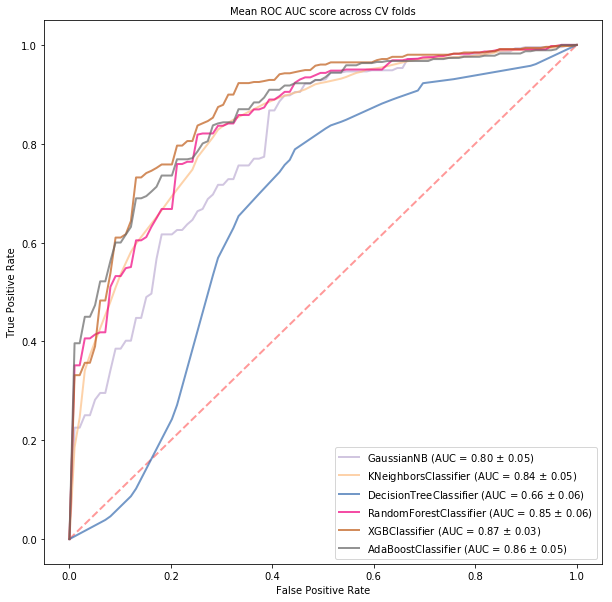 Mean ROC AUC score across CV folds
True Positive Rate
1.0
0.8
0.6
0.4
0.2
0.0
GaussianNB (AUC = 0.80 ± 0.05)
KNeighborsClassifier (AUC = 0.84 ± 0.05)
DecisionTreeClassifier (AUC = 0.66 ± 0.06)
RandomForestClassifier (AUC = 0.85 ± 0.06)
XGBClassifier (AUC = 0.87 ± 0.03)
AdaBoostClassifier (AUC = 0.86 ± 0.05)
0.0 0.2 0.4 0.6 0.8 1.0
False Positive Rate